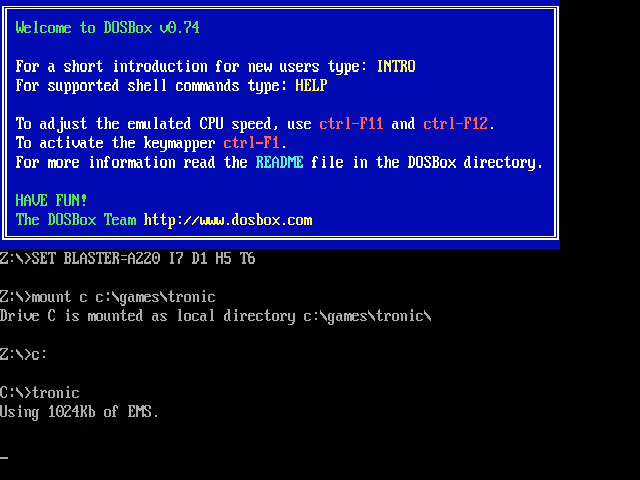 Welcome to DOSBox v0.74
For a short introduction for new users type: INTRO
For supported shell commands type: HELP
To adjust the emulated CPU speed, use ctrl-F11 and ctrl-F12.
To activate the keymapper ctrl-F1.
For more information read the README file in the DOSBox directory.
HAVE FUN!
The DOSBox Team http://www.dosbox.com
Z:\>SET BLASTER=A220 I7 D1 H5 T6
Z:\>mount c c:\games\tronic
Drive C is mounted as local directory c:\games\tronic\
Z:\>c:
C:\>tronic
Using 1024Kb of EMS.
_